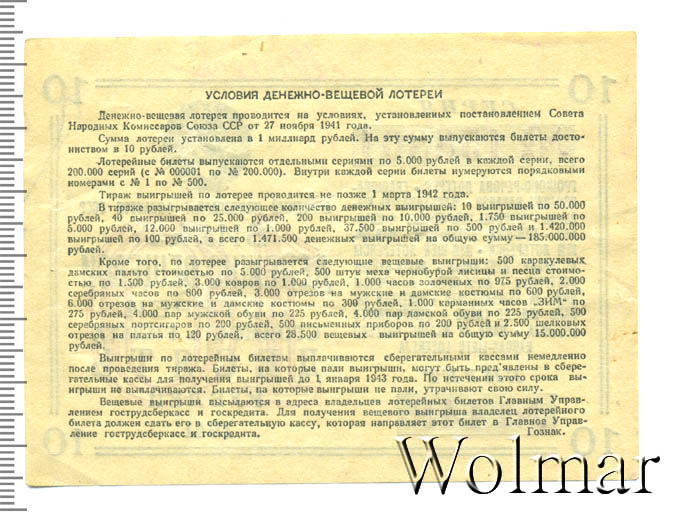 10
10
УСЛОВИЯ ДЕНЕЖНО-ВЕЩЕВОЙ ЛОТЕРЕИ
Денежно-вещевая лотерея проводится на условиях, установленных постановлением Совета
Народных Комиссаров Союза ССР от 27 ноября 1941 года.
Сумма лотереи установлена в 1 миллиард рублей. На эту сумму выпускаются билеты досто-
инством в 10 рублей.
Лотерейные билеты выпускаются отдельными сериями по 5.000 рублей в каждой серии, всего
200.000 серий (с № 000001 по № 200.000). Внутри каждой серии билеты нумеруются порядковыми
номерами с № 1 по № 500.
Тираж выигрышей по лотерее проводится не позже 1 марта 1942 года.
В тираже разыгрывается следующее количество денежных выигрышей: 10 выигрышей по 50.000
рублей, 40 выигрышей по 25.000 рублей, 200 выигрышей по 10.000 рублей, 1.750 выигрышей по
5.000 рублей, 12.000 выигрышей по 1.000 рублей, 37.500 выигрышей по 500 рублей и 1.420.000
выигрышей по 100 рублей, а всего 1.471.500 денежных выигрышей на общую сумму—185.000.000
рублей.
Кроме того, по лотерее разыгрывается следующие вещевые выигрыши: 500 каракулевых
дамских пальто стоимостью по 5.000 рублей, 500 штук меха чернобурой лисицы и песца стоимо-
стью по 1.500 рублей, 3.000 ковров по 1.000 рублей, 1.000 часов золоченых по 975 рублей, 2.000
серебряных часов по 800 рублей, 3.000 отрезов на мужские и дамские костюмы по 600 рублей,
6.000 отрезов на мужские и дамские костюмы по 300 рублей, 1.000 карманных часов „ЗИМ“ по
275 рублей, 4.000 пар мужской обуви по 225 рублей, 4.000 пар дамской обуви по 225 рублей, 500
серебряных портсигаров по 200 рублей, 500 письменных приборов по 200 рублей и 2.500 шелковых
отрезов на платья по 120 рублей, всего 28.500 вещевых выигрышей на общую сумму 15.000.000
рублей.
Выигрыши по лотерейным билетам выплачиваются сберегательными кассами немедленно
после проведения тиража. Билеты, на которые пали выигрыши, могут быть пред'явлены в сбере-
гательные кассы для получения выигрышей до 1 января 1943 года. По истечении этого срока вы-
игрыши не выплачиваются. Билеты, на которые выигрыши не пали, утрачивают свою силу.
Вещевые выигрыши высылаются в адреса владельцев лотерейных билетов Главным Управ-
лением гострудсберкасс и госкредита. Для получения вещевого выигрыша владелец лотерейного
билета должен сдать его в сберегательную кассу, которая направляет этот билет в Главное Управ-
ление гострудсберкасс и госкредита. Гознак.
10
10
Wolmar